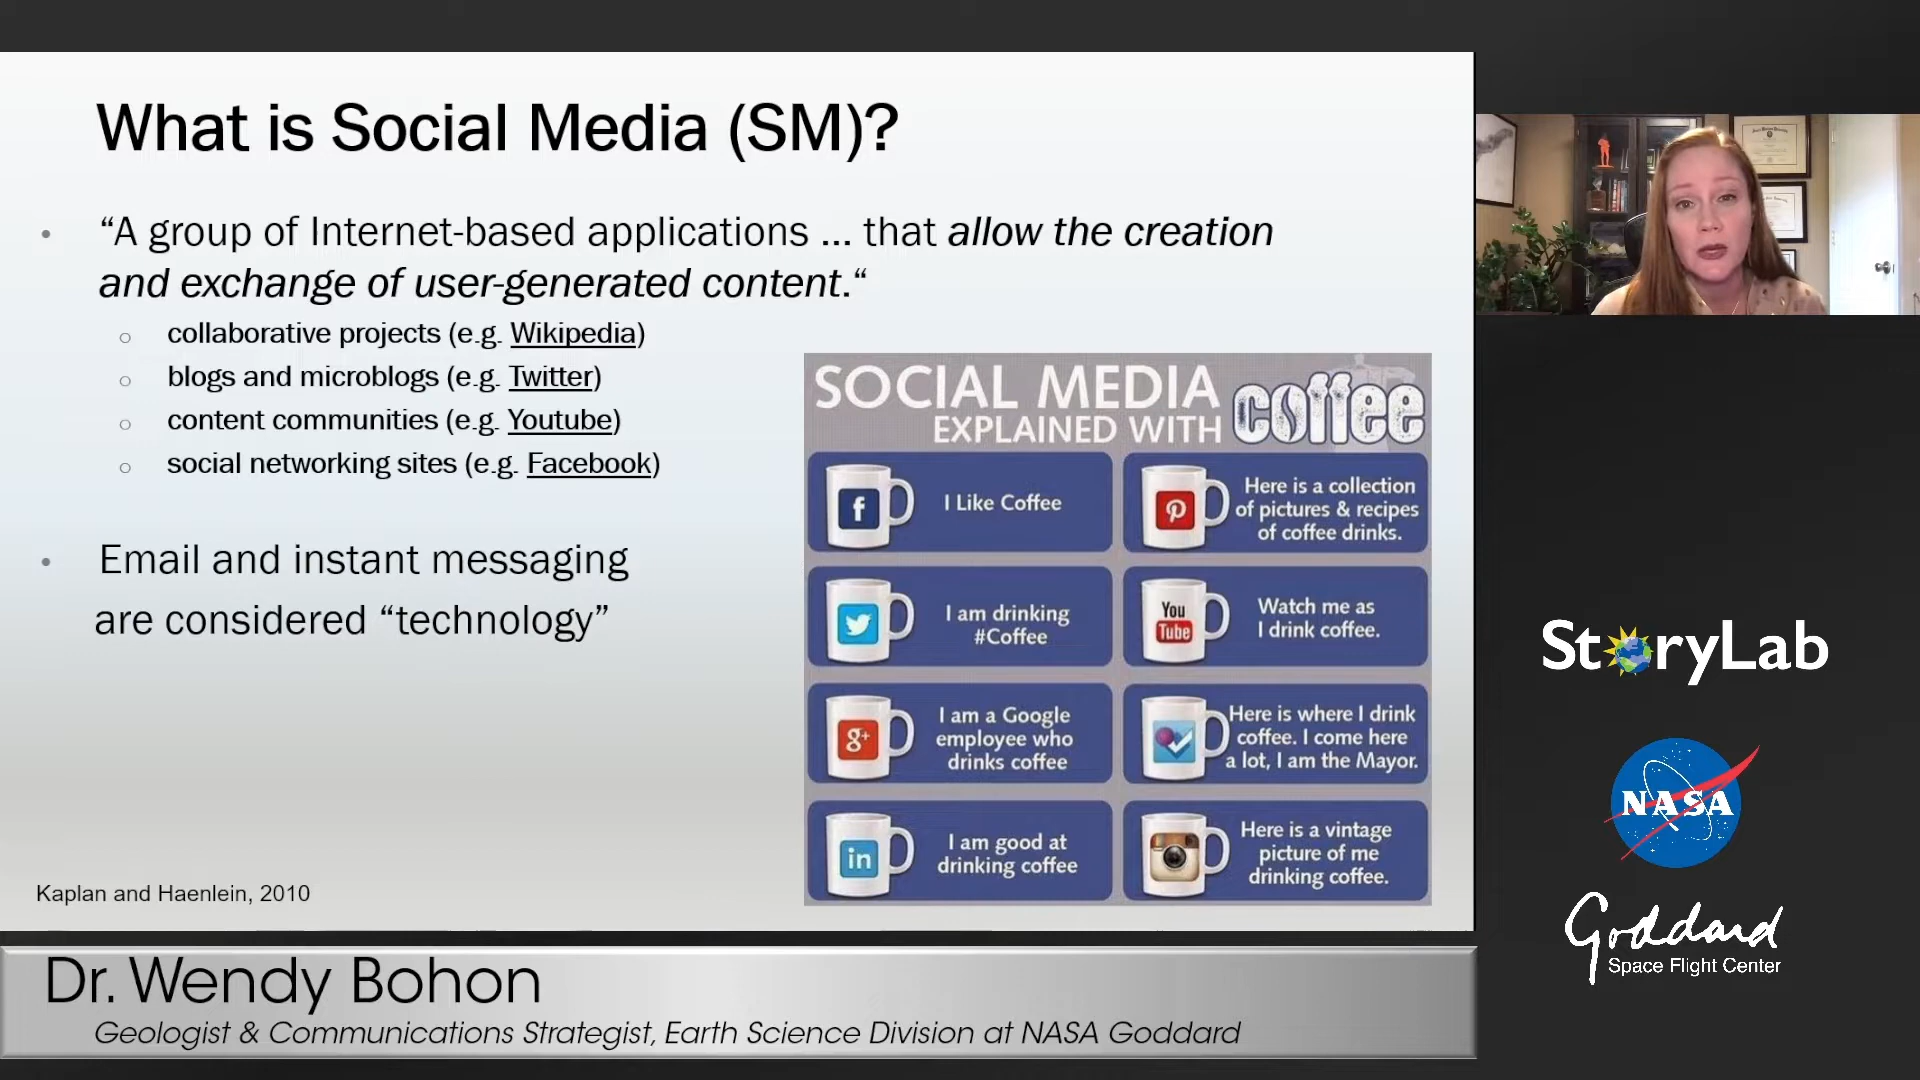 What is Social Media (SM)?
• “A group of Internet-based applications ... that allow the creation
and exchange of user-generated content.“
○ collaborative projects (e.g. Wikipedia)
○ blogs and microblogs (e.g. Twitter)
○ content communities (e.g. Youtube)
○ social networking sites (e.g. Facebook)
• Email and instant messaging
are considered “technology”
Kaplan and Haenlein, 2010
SOCIAL MEDIA
EXPLAINED WITH coffee
f
I Like Coffee
Here is a collection
of pictures & recipes
of coffee drinks.
I am drinking
#Coffee
You
Tube
Watch me as
I drink coffee.
g+
I am a Google
employee who
drinks coffee
Here is where I drink
coffee. I come here
a lot, I am the Mayor.
in
I am good at
drinking coffee
Here is a vintage
picture of me
drinking coffee.
StoryLab
NASA
Goddard
Space Flight Center
Dr. Wendy Bohon
Geologist & Communications Strategist, Earth Science Division at NASA Goddard